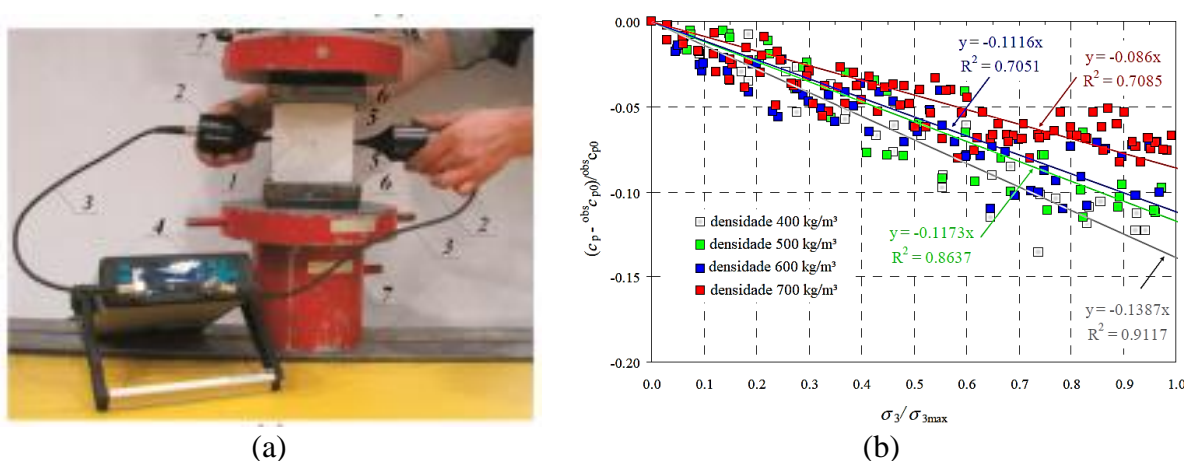 7
2
6
5
5
1
6
3
4
2
3
7
(a)
0.00
-0.05
-0.10
-0.15
-0.20
(c p - obs c p0)/obs c p0
y = -0.1116x
R² = 0.7051
y = -0.086x
R² = 0.7085
densidade 400 kg/m³
densidade 500 kg/m³
densidade 600 kg/m³
densidade 700 kg/m³
y = -0.1173x
R² = 0.8637
y = -0.1387x
R² = 0.9117
0.0 0.1 0.2 0.3 0.4 0.5 0.6 0.7 0.8 0.9 1.0
σ3/σ3max
(b)